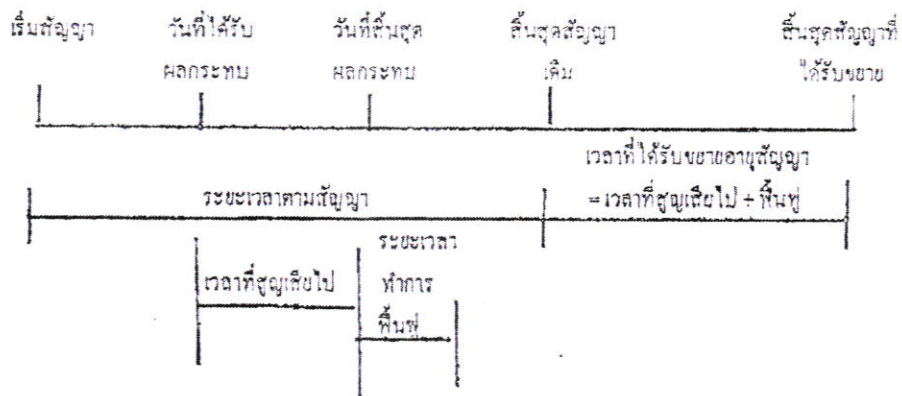 เริ่มสัญญา วันที่ได้รับ วันที่สิ้นสุด สิ้นสุดสัญญา สิ้นสุดสัญญาที่
ผลกระทบ ผลกระทบ เดิม ได้รับขยาย
เวลาที่ได้รับขยายอายุสัญญา
ระยะเวลาตามสัญญา = เวลาที่สูญเสียไป + ฟื้นฟู
ระยะเวลา
เวลาที่สูญเสียไป ทำการ
ฟื้นฟู